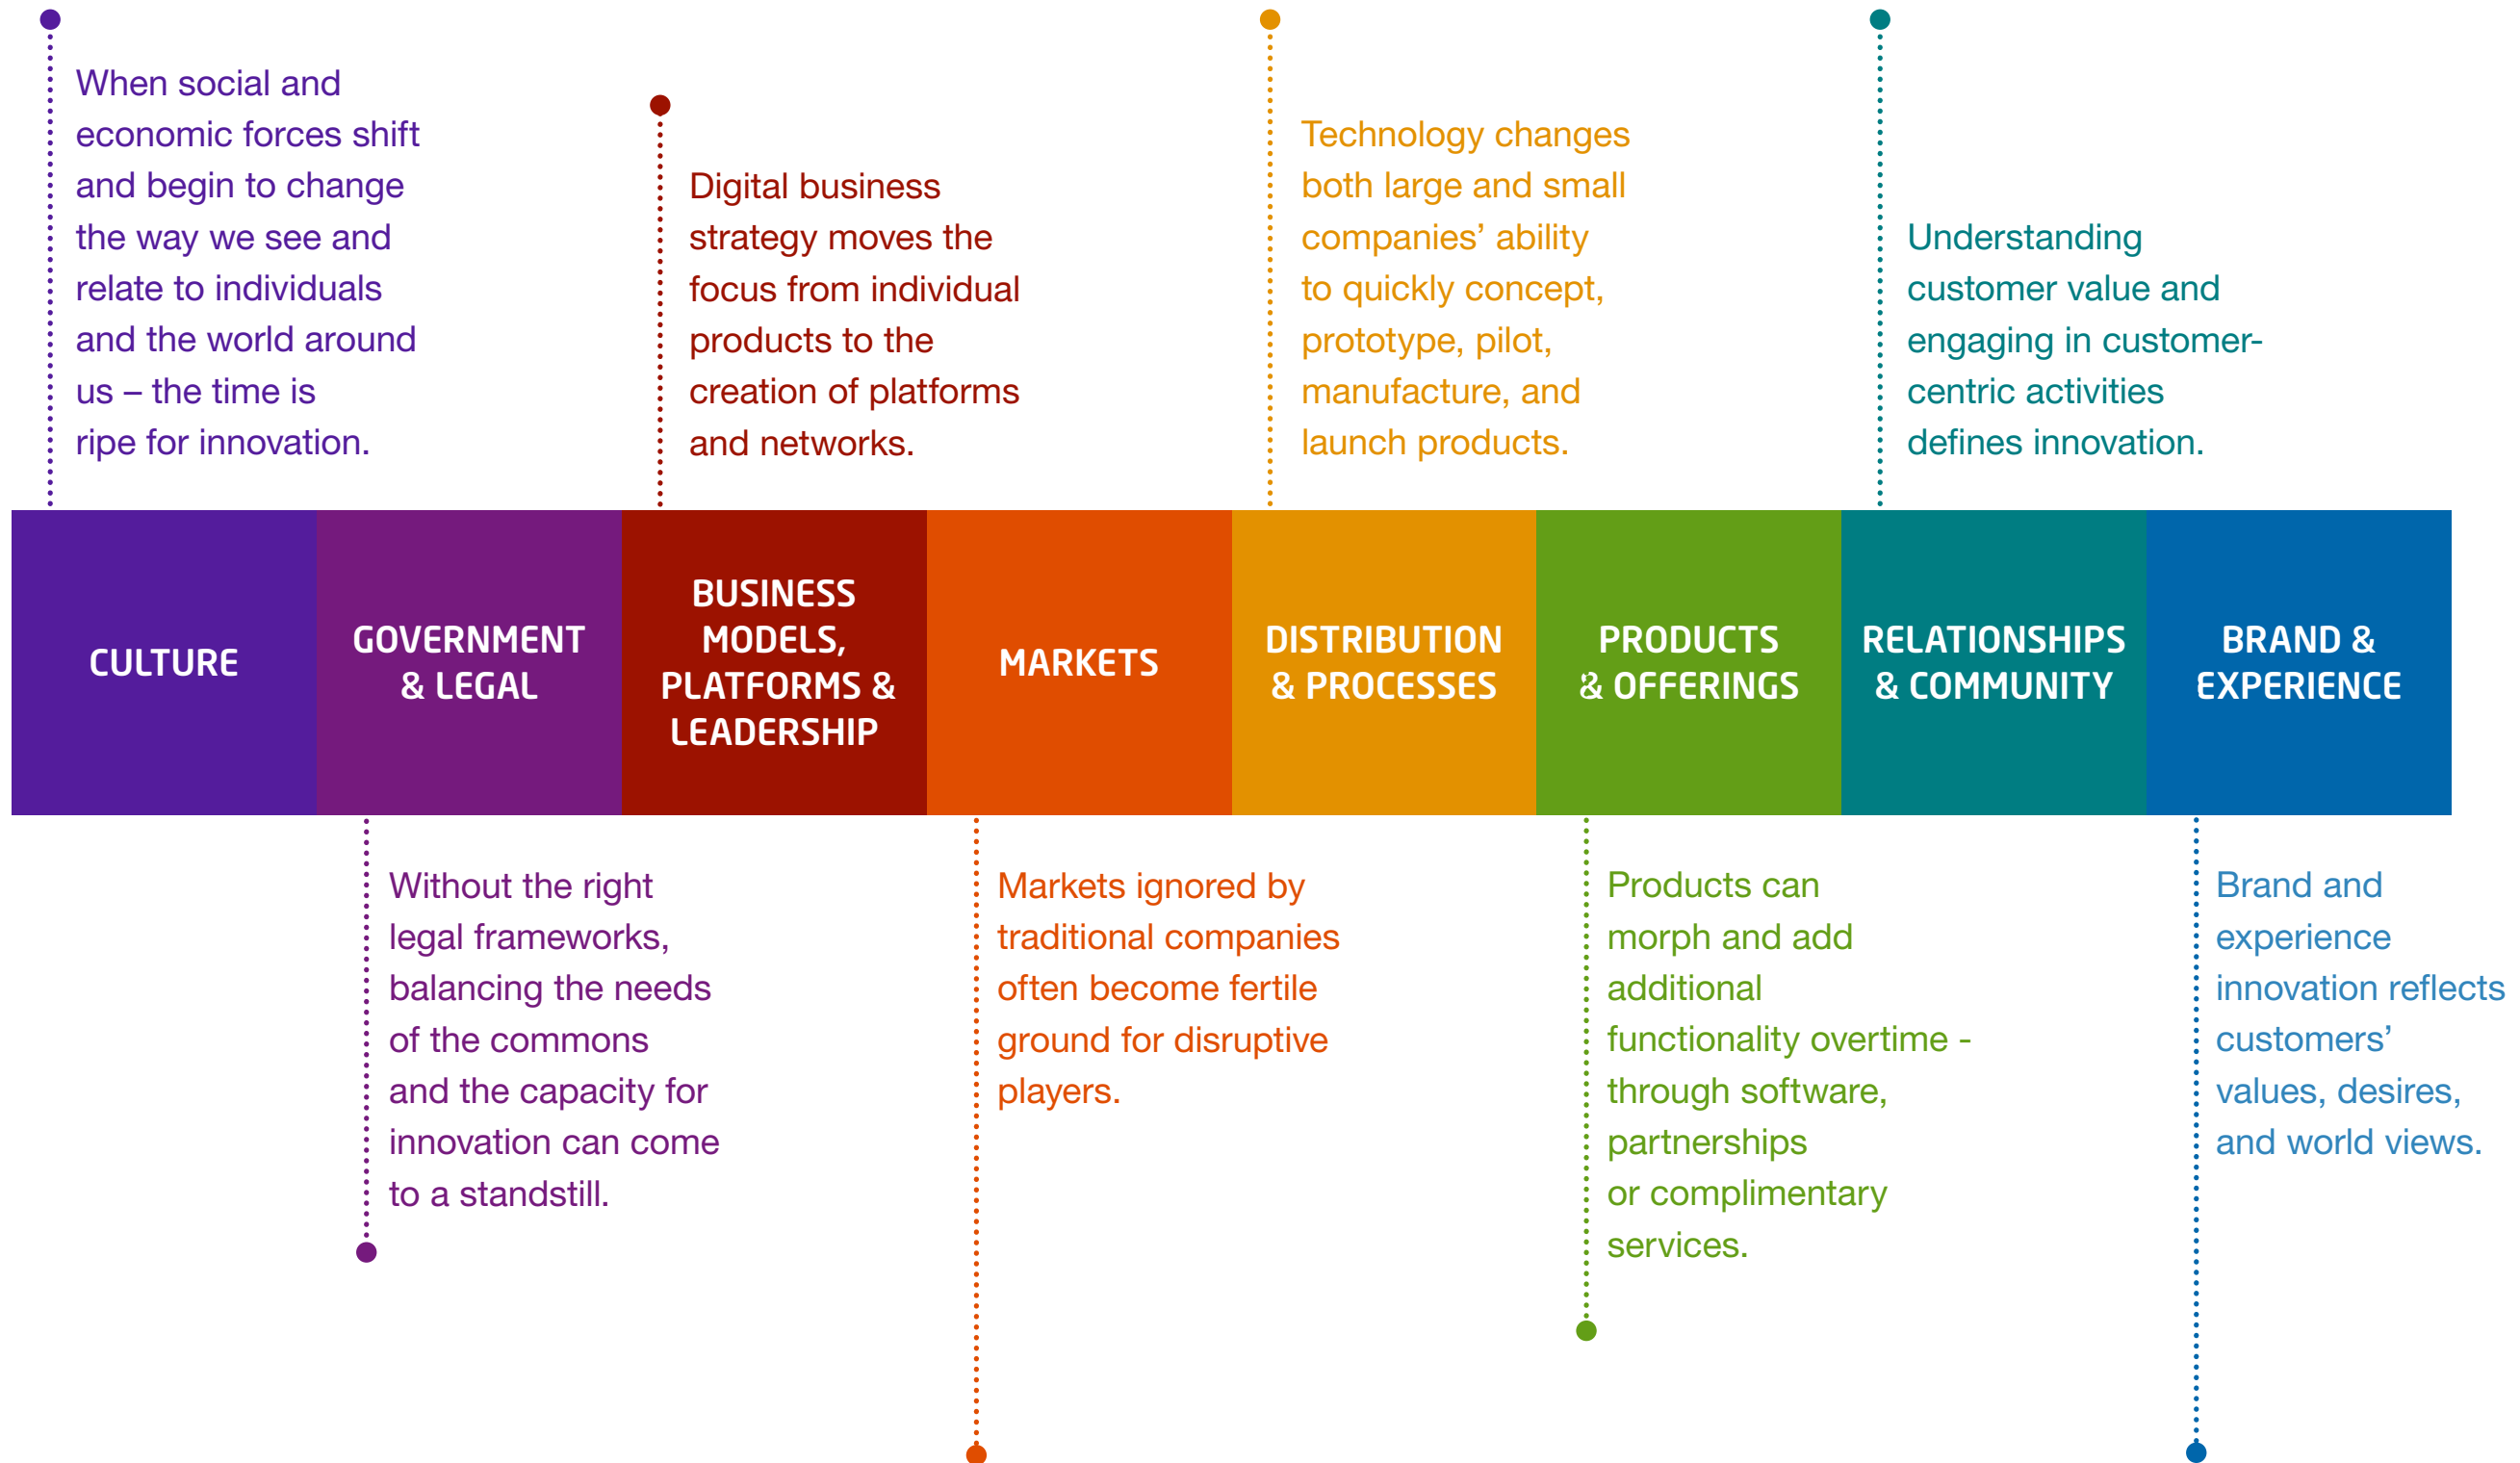 When social and
economic forces shift
and begin to change
the way we see and
relate to individuals
and the world around
us – the time is
ripe for innovation.
Digital business
strategy moves the
focus from individual
products to the
creation of platforms
and networks.
Technology changes
both large and small
companies’ ability
to quickly concept,
prototype, pilot,
manufacture, and
launch products.
Understanding
customer value and
engaging in customer-
centric activities
defines innovation.
CULTURE
GOVERNMENT
& LEGAL
BUSINESS
MODELS,
PLATFORMS &
LEADERSHIP
MARKETS
DISTRIBUTION
& PROCESSES
PRODUCTS
& OFFERINGS
RELATIONSHIPS
& COMMUNITY
BRAND &
EXPERIENCE
Without the right
legal frameworks,
balancing the needs
of the commons
and the capacity for
innovation can come
to a standstill.
Markets ignored by
traditional companies
often become fertile
ground for disruptive
players.
Products can
morph and add
additional
functionality overtime -
through software,
partnerships
or complimentary
services.
Brand and
experience
innovation reflects
customers’
values, desires,
and world views.